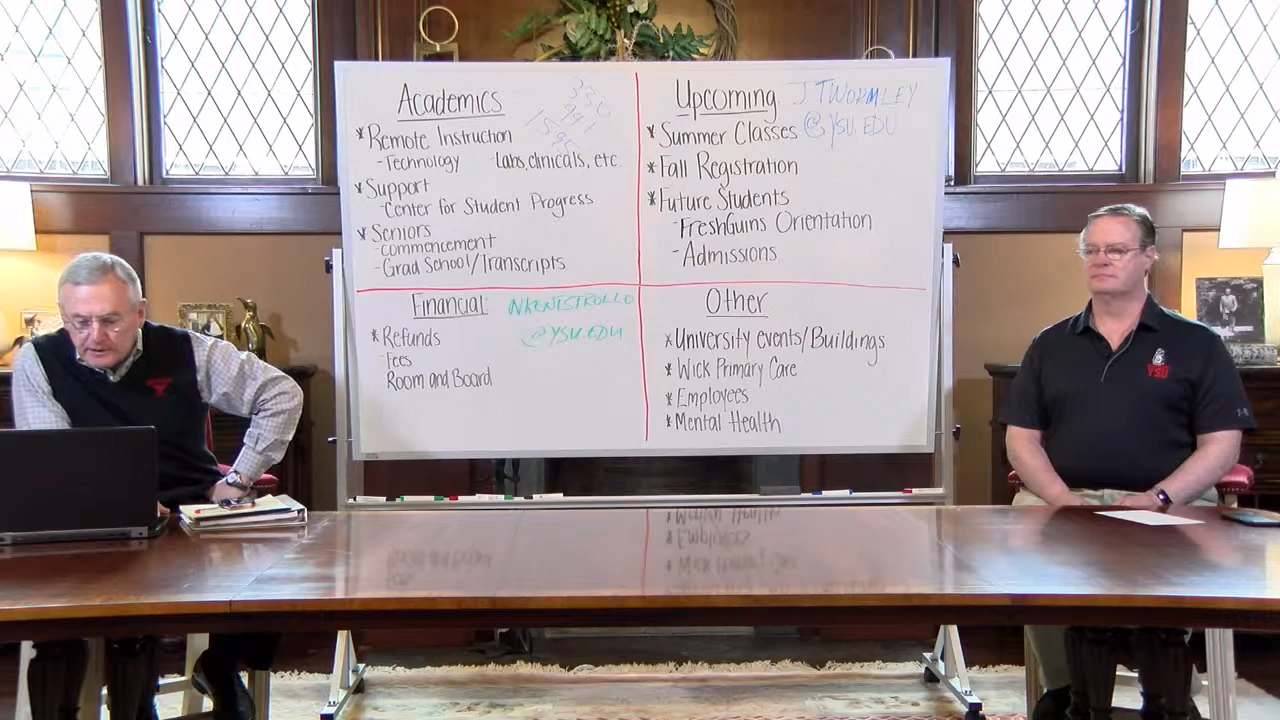 Academics
* Remote Instruction
- Technology - Labs, clinicals, etc.
* Support
- Center for Student Progress
* Seniors
- commencement
- Grad School/Transcripts
Upcoming JTWORMLEY
@YSU.EDU
* Summer Classes
* Fall Registration
* Future Students
- FreshGuins Orientation
- Admissions
Financial NKENTSTROLLO
@YSU.EDU
* Refunds
- Fees
Room and Board
Other
* University events/Buildings
* Wick Primary Care
* Employees
* Mental Health
YSU